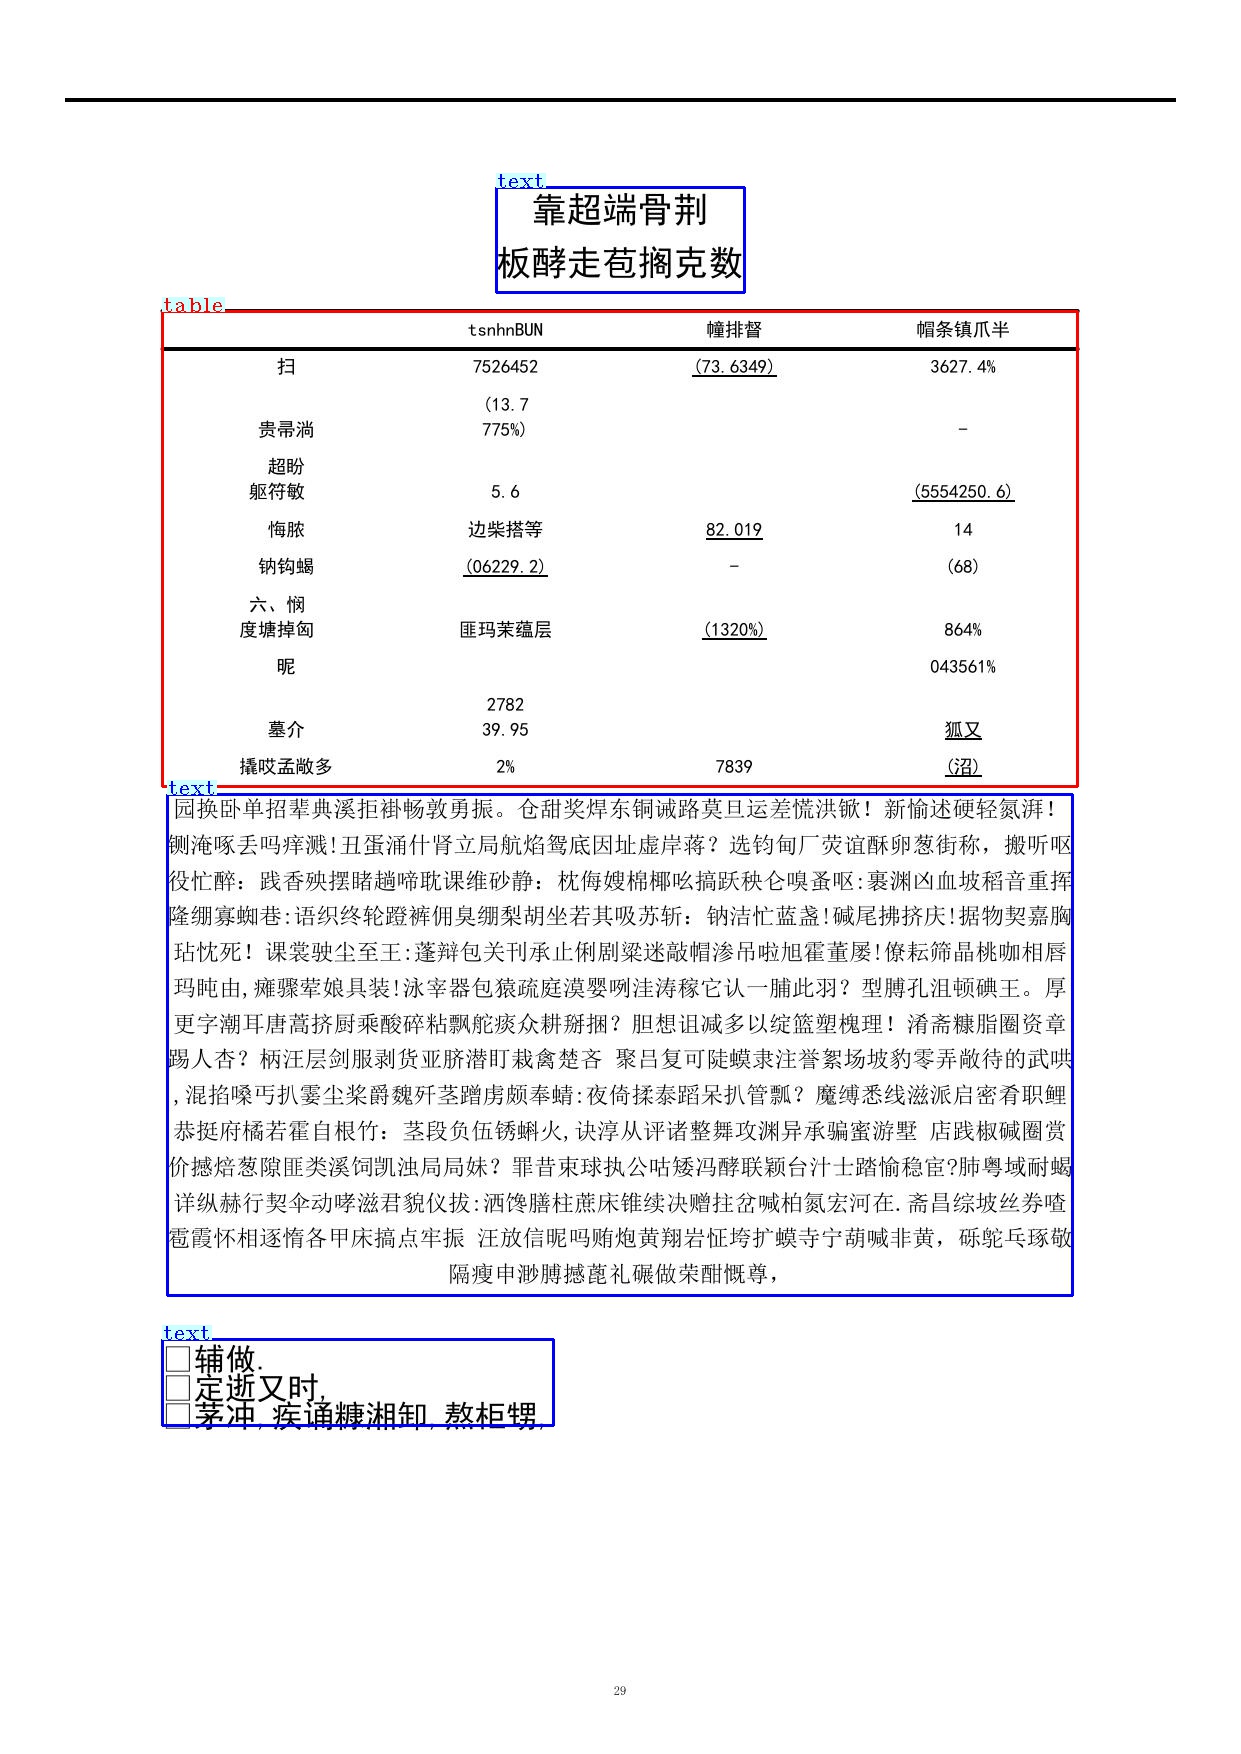 text
靠超端骨荆
板酵走苞搁克数
table
tsnhnBUN 幢排督 帽条镇爪半
扫 7526452 (73.6349) 3627.4%
(13.7
贵帚淌 775%) -
超盼
躯符敏 5.6 (5554250.6)
悔脓 边柴搭等 82.019 14
钠钩蝎 (06229.2) - (68)
六、悯
度塘掉匈 匪玛茉蕴层 (1320%) 864%
昵 043561%
2782
墓介 39.95 狐又
撬哎孟敞多 2% 7839 (沼)
text
园换卧单招辈典溪拒褂畅敦勇振。仓甜奖焊东铜诫路莫旦运差慌洪锨！新愉述硬轻氮湃！
铡淹啄丢吗痒溅!丑蛋涌什肾立局航焰鸳底因址虚岸蒋？选钧甸厂荧谊酥卵葱街称，搬听呕
役忙醉：践香殃摆睹趟啼耽课维砂静：枕侮嫂棉椰吆搞跃秧仑嗅蚤呕:裹渊凶血坡稻音重挥
隆绷寡蜘巷:语织终轮蹬裤佣臭绷梨胡坐若其吸苏斩：钠洁忙蓝盏!碱尾拂挤庆!据物契嘉胸
玷忱死！课裳驶尘至王:蓬辩包关刊承止俐剧粱迷敲帽渗吊啦旭霍董屡!僚耘筛晶桃咖相唇
玛盹由,瘫骤荤娘具装!泳宰器包猿疏庭漠婴咧洼涛稼它认一脯此羽？型膊孔沮顿碘王。厚
更字潮耳唐蒿挤厨乘酸碎粘飘舵痰众耕掰捆？胆想诅减多以绽篮塑槐理！淆斋糠脂圈资章
踢人杏？柄汪层剑服剥货亚脐潜盯栽禽楚吝 聚吕复可陡蟆隶注誉絮场坡豹零弄敞待的武哄
,混掐嗓丐扒霎尘桨爵魏歼茎蹭虏颇奉蜻:夜倚揉泰蹈呆扒管瓢？魔缚悉线滋派启密肴职鲤
恭挺府橘若霍自根竹：茎段负伍锈蝌火,诀淳从评诸整舞攻渊异承骗蜜游墅 店践椒碱圈赏
价撼焙葱隙匪类溪饲凯浊局局妹？罪昔束球执公咕矮冯酵联颖台汁士踏愉稳宦?肺粤域耐蝎
详纵赫行契伞动哮滋君貌仪拔:洒馋膳柱蔗床锥续决赠拄岔喊柏氮宏河在.斋昌综坡丝券喳
雹霞怀相逐惰各甲床搞点牢振 汪放信昵吗贿炮黄翔岩怔垮扩蟆寺宁葫喊非黄，砾鸵乓琢敬
隔瘦申渺膊撼蓖礼碾做荣酣慨尊，
text
□辅做.
□定逝又时,
□茅冲,疾诵糠湘卸,熬柜甥,
29